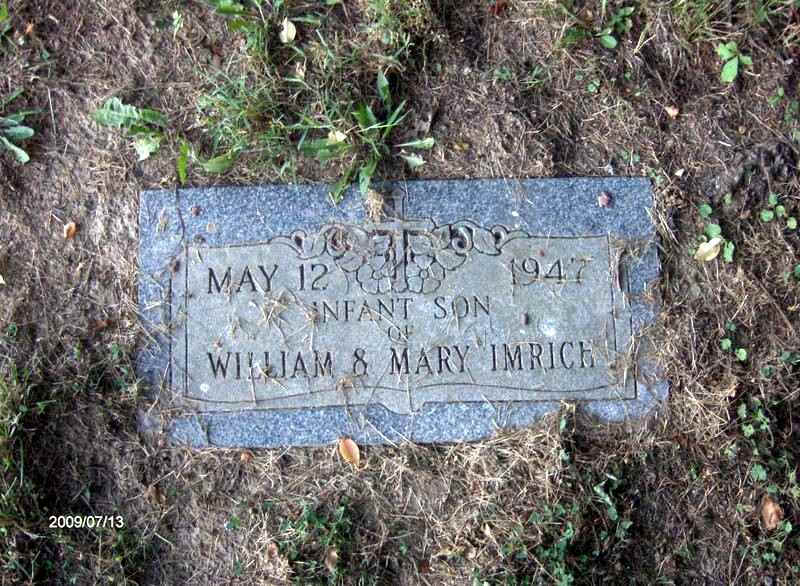 MAY 12 1947
INFANT SON
OF
WILLIAM & MARY IMRICH
2009/07/13